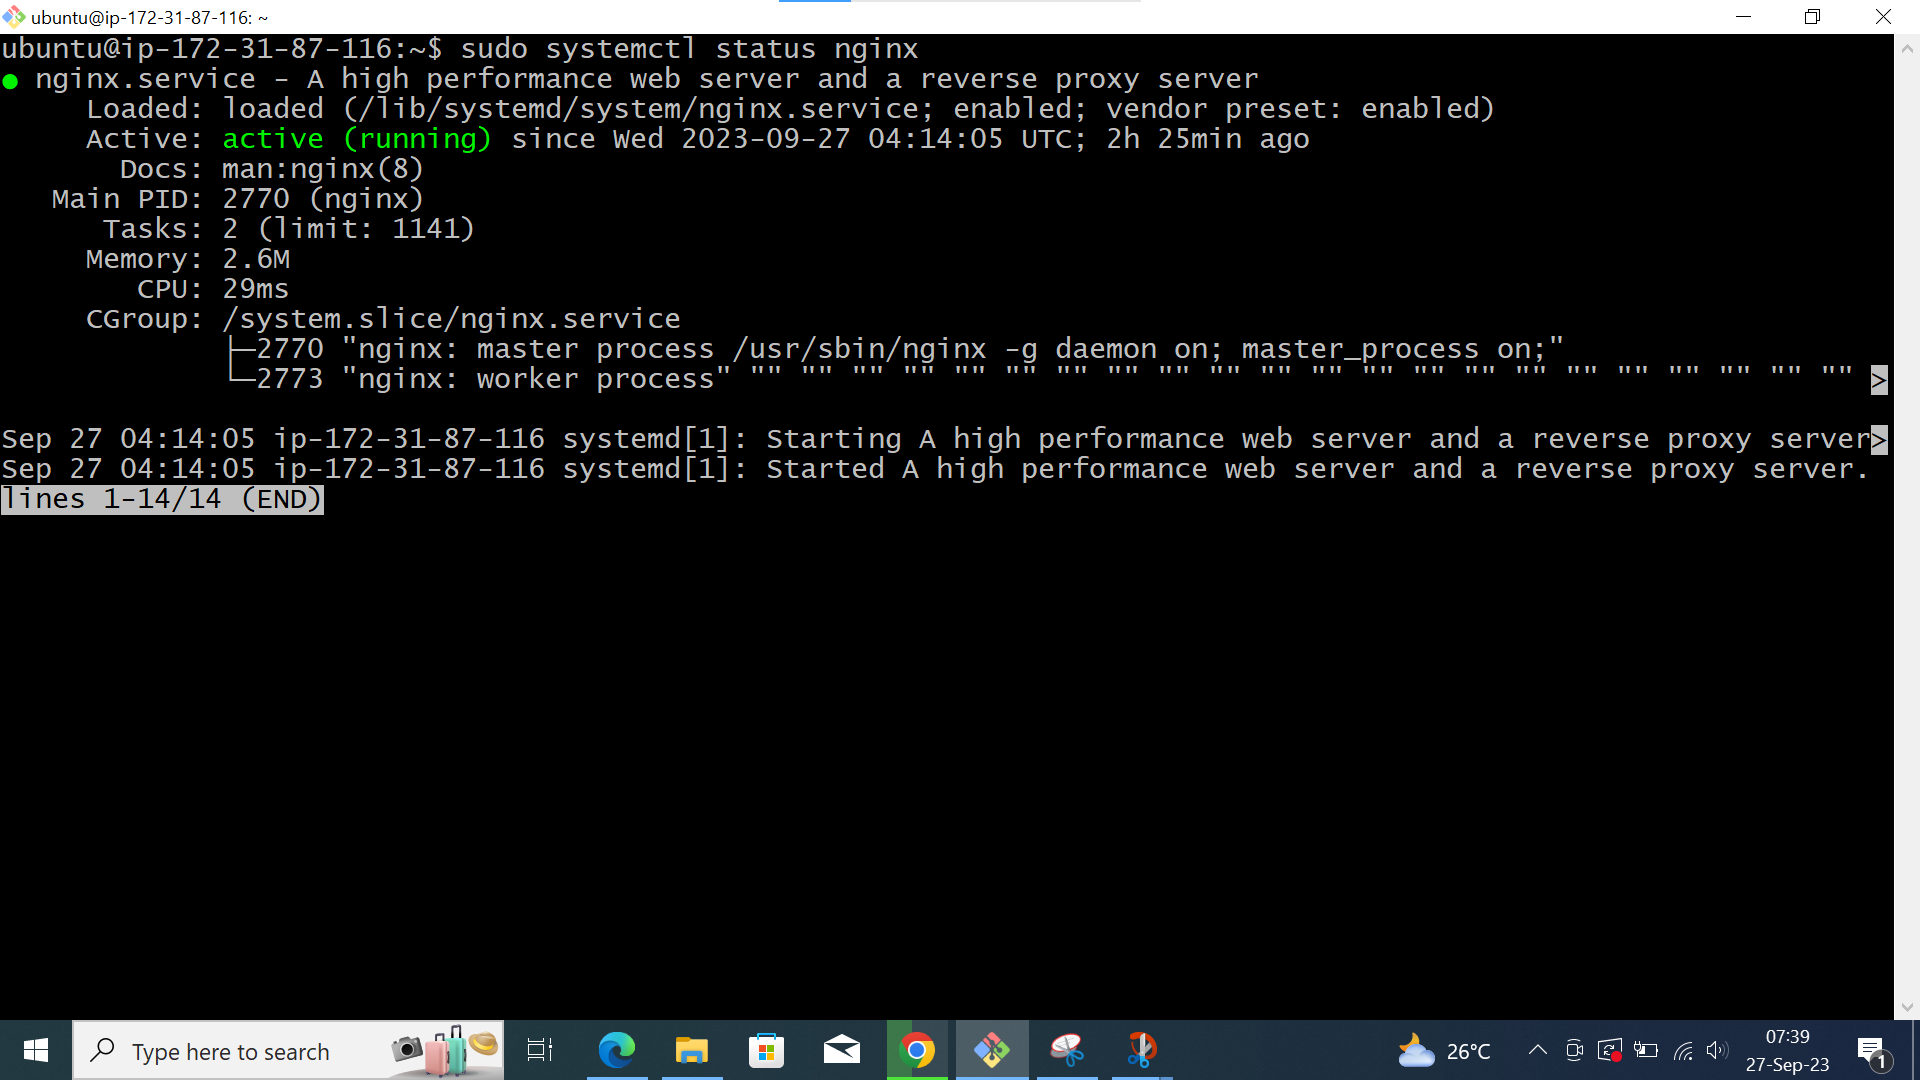 ubuntu@ip-172-31-87-116: ~
ubuntu@ip-172-31-87-116:~$ sudo systemctl status nginx
● nginx.service - A high performance web server and a reverse proxy server
     Loaded: loaded (/lib/systemd/system/nginx.service; enabled; vendor preset: enabled)
     Active: active (running) since Wed 2023-09-27 04:14:05 UTC; 2h 25min ago
       Docs: man:nginx(8)
   Main PID: 2770 (nginx)
      Tasks: 2 (limit: 1141)
     Memory: 2.6M
        CPU: 29ms
     CGroup: /system.slice/nginx.service
             ├─2770 "nginx: master process /usr/sbin/nginx -g daemon on; master_process on;"
             └─2773 "nginx: worker process" "" "" "" "" "" "" "" "" "" "" "" "" "" "" "" "" "" "" "" "" "" "" >
Sep 27 04:14:05 ip-172-31-87-116 systemd[1]: Starting A high performance web server and a reverse proxy server>
Sep 27 04:14:05 ip-172-31-87-116 systemd[1]: Started A high performance web server and a reverse proxy server.
lines 1-14/14 (END)
Type here to search
26°C
07:39
27-Sep-23
1